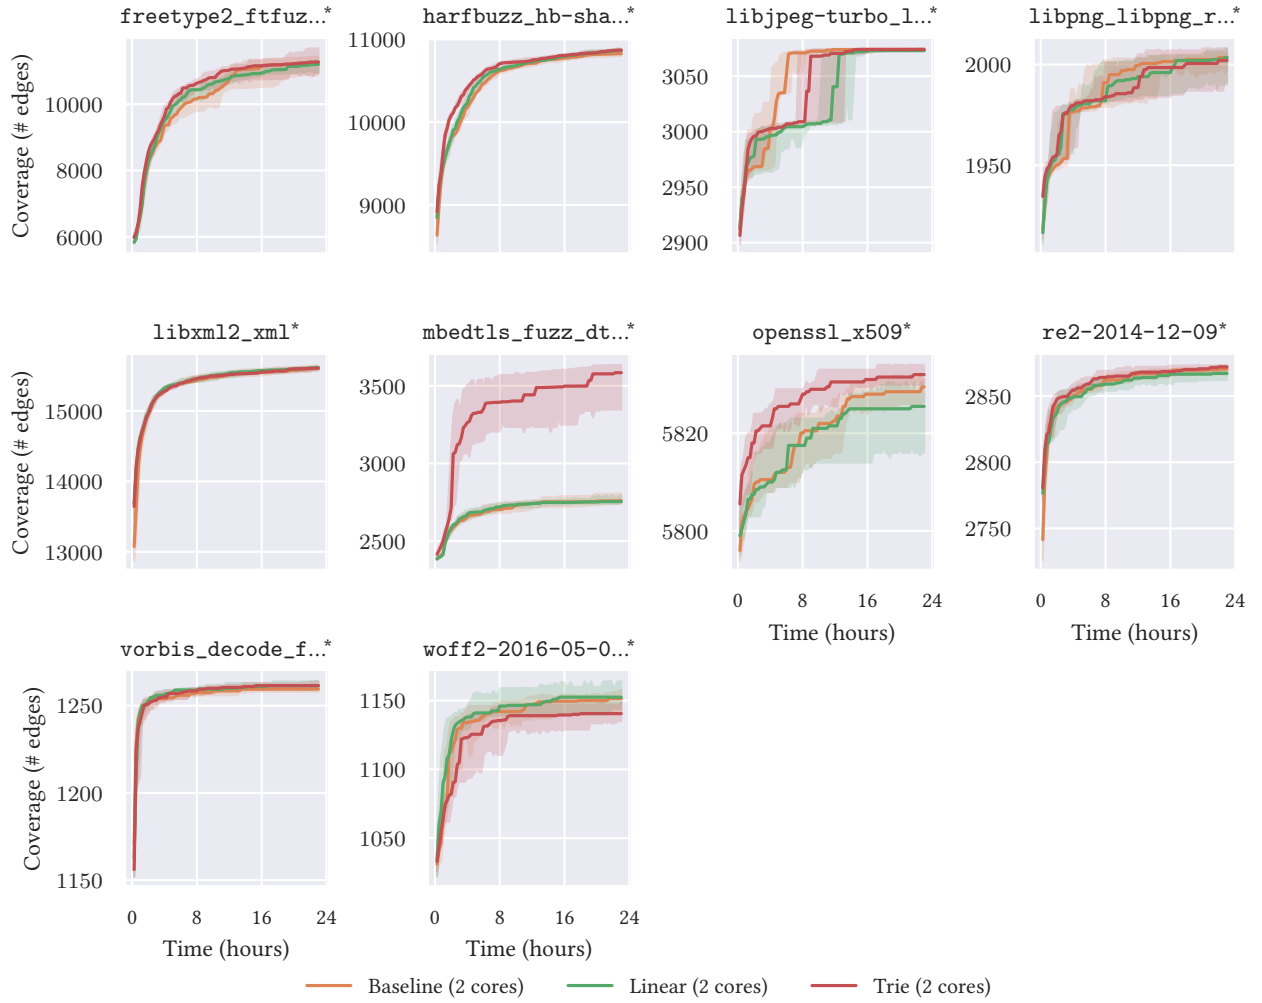 freetype2_ftfuz...*
harfbuzz_hb-sha...*
libjpeg-turbo_l...*
libpng_libpng_r...*
Coverage (# edges)
10000
8000
6000
11000
10000
9000
3050
3000
2950
2900
2000
1950
libxml2_xml*
mbedtls_fuzz_dt...*
openssl_x509*
re2-2014-12-09*
Coverage (# edges)
15000
14000
13000
3500
3000
2500
5820
5800
2850
2800
2750
0 8 16 24
Time (hours)
0 8 16 24
Time (hours)
vorbis_decode_f...*
woff2-2016-05-0...*
Coverage (# edges)
1250
1200
1150
1150
1100
1050
0 8 16 24
Time (hours)
0 8 16 24
Time (hours)
Baseline (2 cores) Linear (2 cores) Trie (2 cores)